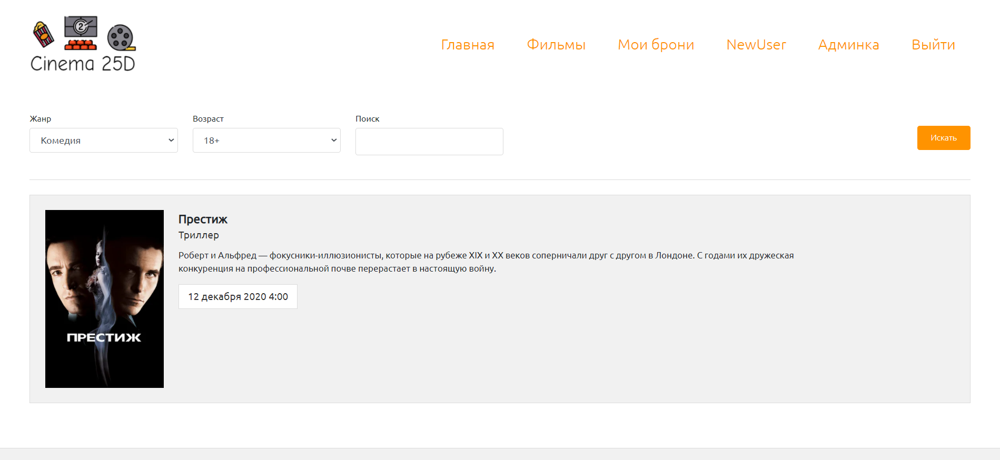 2
Cinema 25D
Главная Фильмы Мои брони NewUser Админка Выйти
Жанр Возраст Поиск
Комедия 18+ Искать
Престиж
Триллер
Роберт и Альфред — фокусники-иллюзионисты, которые на рубеже XIX и XX веков соперничали друг с другом в Лондоне. С годами их дружеская
конкуренция на профессиональной почве перерастает в настоящую войну.
12 декабря 2020 4:00
ПРЕСТИЖ